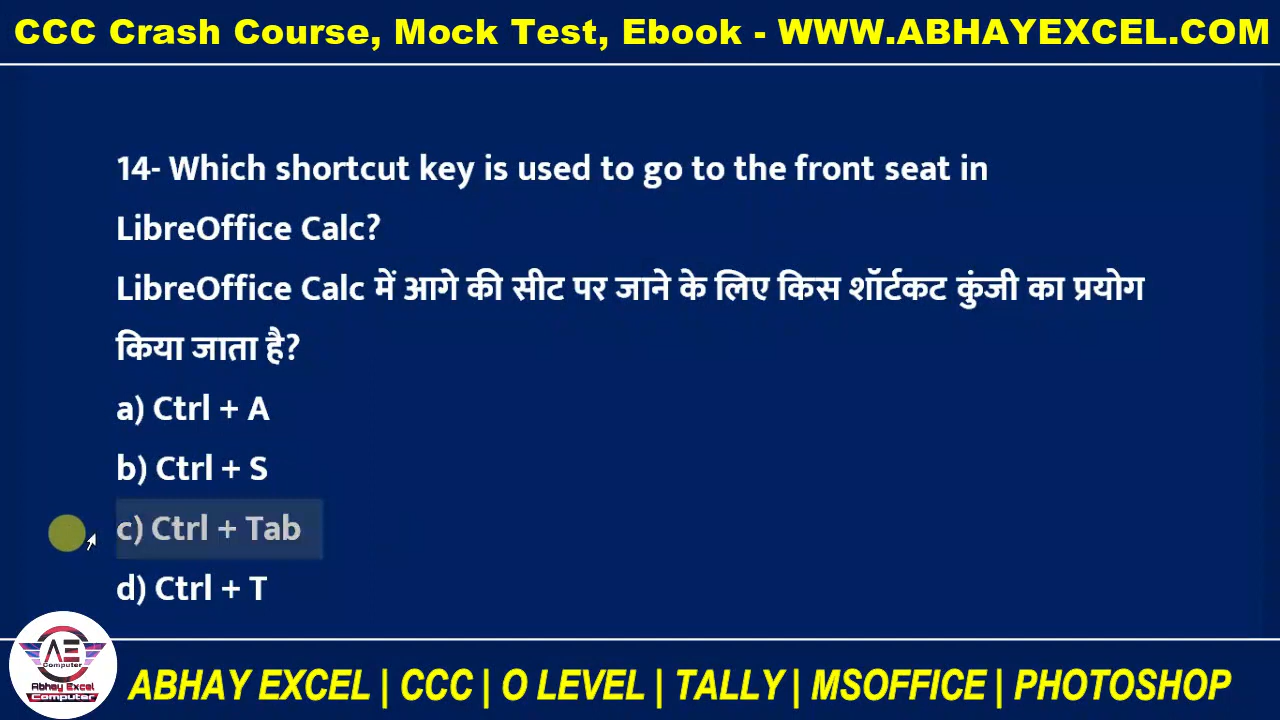 CCC Crash Course, Mock Test, Ebook - WWW.ABHAYEXCEL.COM
14- Which shortcut key is used to go to the front seat in
LibreOffice Calc?
LibreOffice Calc में आगे की सीट पर जाने के लिए किस शॉर्टकट कुंजी का प्रयोग
किया जाता है?
a) Ctrl + A
b) Ctrl + S
c) Ctrl + Tab
d) Ctrl + T
AE
Computer
Abhay Excel
Computer
ABHAY EXCEL | CCC | O LEVEL | TALLY | MSOFFICE | PHOTOSHOP